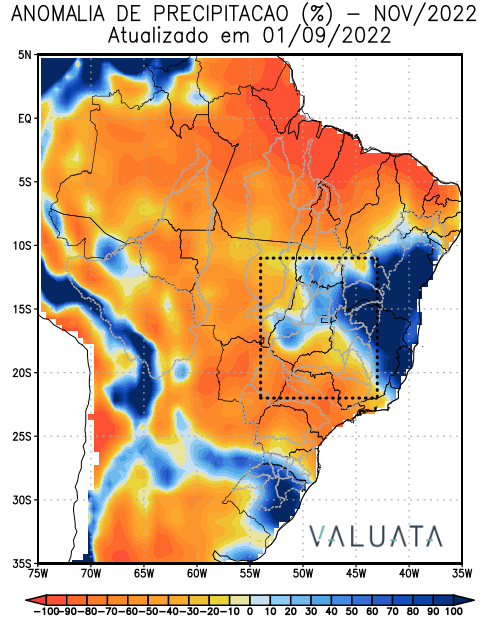 ANOMALIA DE PRECIPITACAO (%) – NOV/2022
Atualizado em 01/09/2022
5N
EQ
5S
10S
15S
20S
25S
30S
35S
VALUATA
75W 70W 65W 60W 55W 50W 45W 40W 35W
-100 -90 -80 -70 -60 -50 -40 -30 -20 -10 0 10 20 30 40 50 60 70 80 90 100